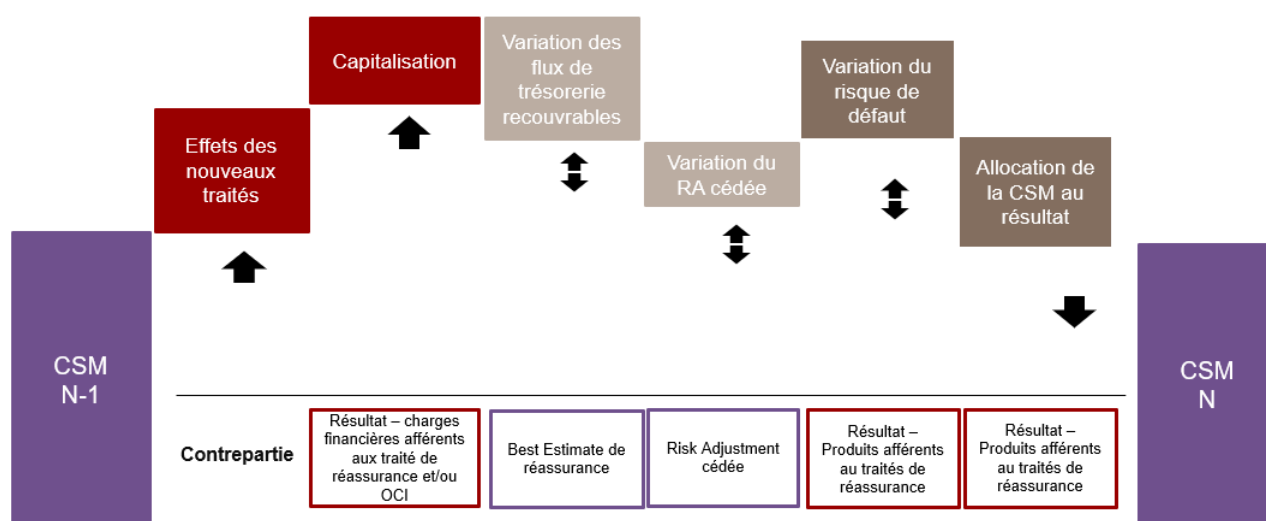 Capitalisation
Variation des
flux de
trésorerie
recouvrables
Variation du
risque de
défaut
Effets des
nouveaux
traités
Variation du
RA cédée
Allocation de
la CSM au
résultat
CSM
N-1
CSM
N
Contrepartie
Résultat – charges
financières afférents
aux traité de
réassurance et/ou
OCI
Best Estimate de
réassurance
Risk Adjustment
cédée
Résultat –
Produits afférents
au traités de
réassurance
Résultat –
Produits afférents
au traités de
réassurance